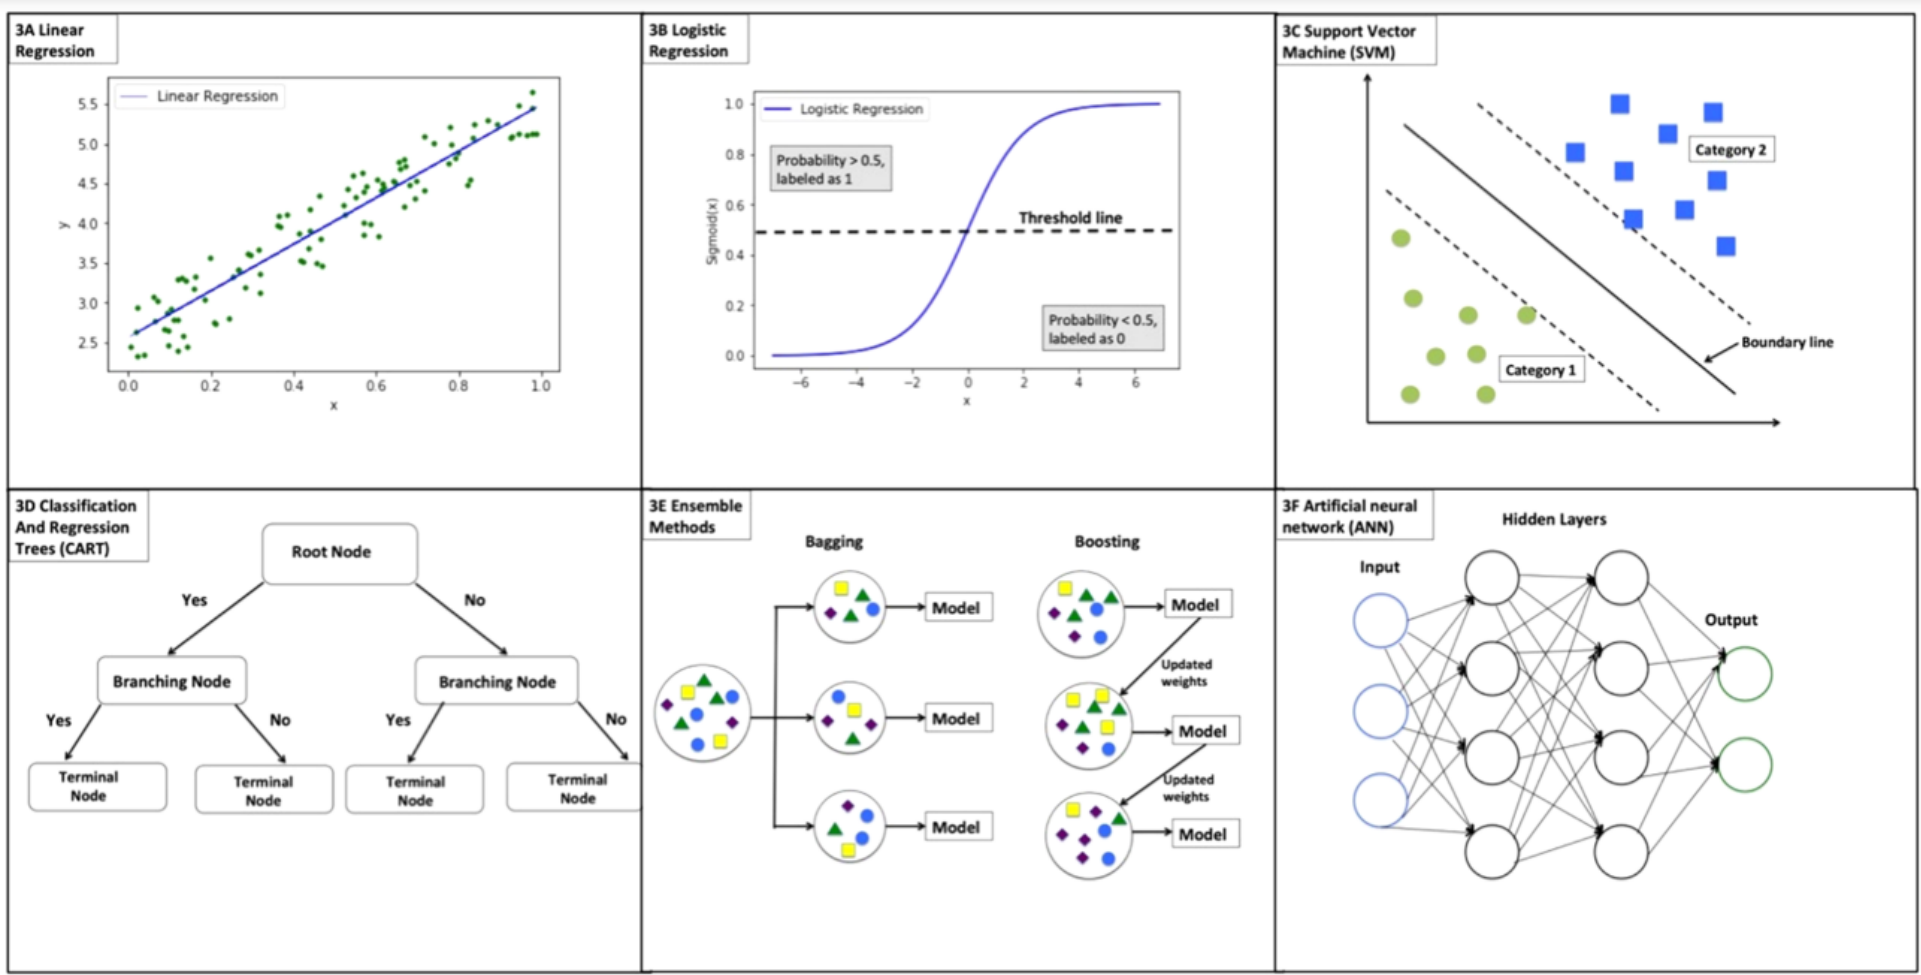 3A Linear
Regression
Linear Regression
5.5
5.0
4.5
4.0
3.5
3.0
2.5
y
0.0 0.2 0.4 0.6 0.8 1.0
x
3B Logistic
Regression
Logistic Regression
1.0
0.8
0.6
0.4
0.2
0.0
Sigmoid(x)
Probability > 0.5,
labeled as 1
Threshold line
Probability < 0.5,
labeled as 0
−6 −4 −2 0 2 4 6
x
3C Support Vector
Machine (SVM)
Category 2
Boundary line
Category 1
3D Classification
And Regression
Trees (CART)
Root Node
Yes No
Branching Node Branching Node
Yes No Yes No
Terminal
Node
Terminal
Node
Terminal
Node
Terminal
Node
3E Ensemble
Methods
Bagging
Model
Model
Model
Boosting
Model
Updated
weights
Model
Updated
weights
Model
3F Artificial neural
network (ANN)
Hidden Layers
Input
Output